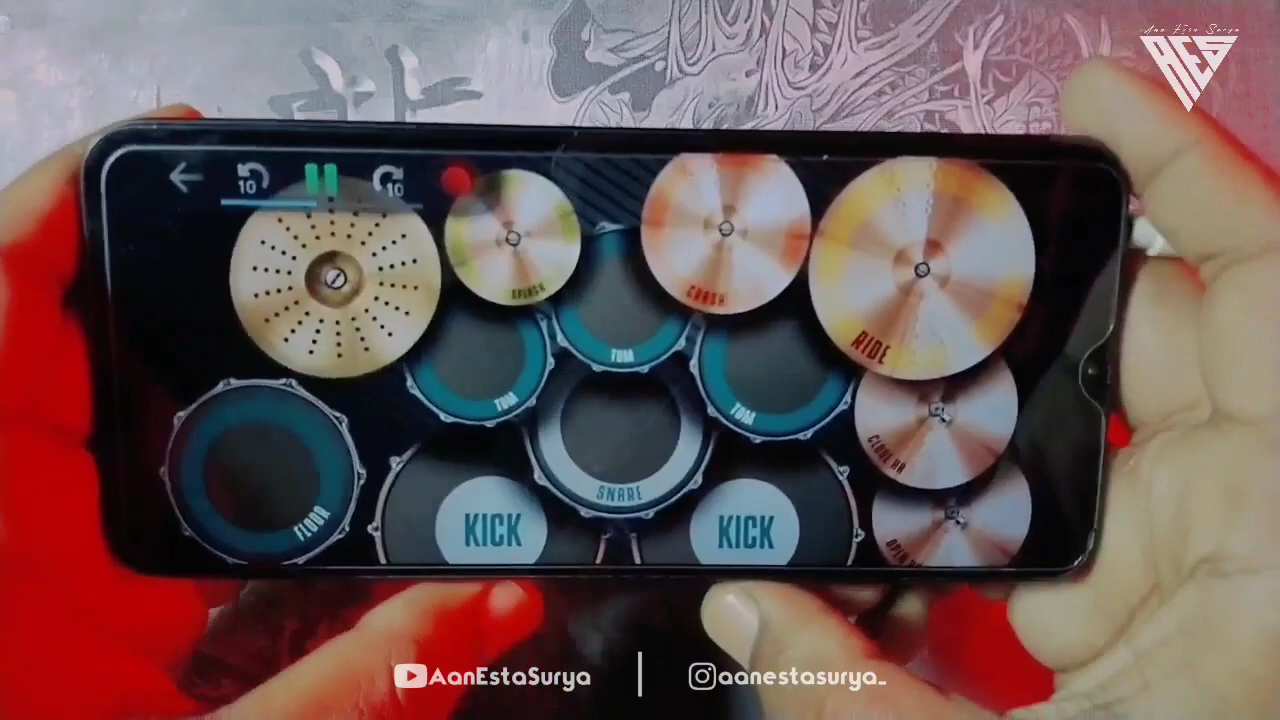 Aan Esta Surya
AES
10
10
SPLASH
CRASH
RIDE
TOM
TOM
TOM
CLOSE HH
SNARE
FLOOR
KICK
KICK
OPEN
AanEstaSurya
aanestasurya_